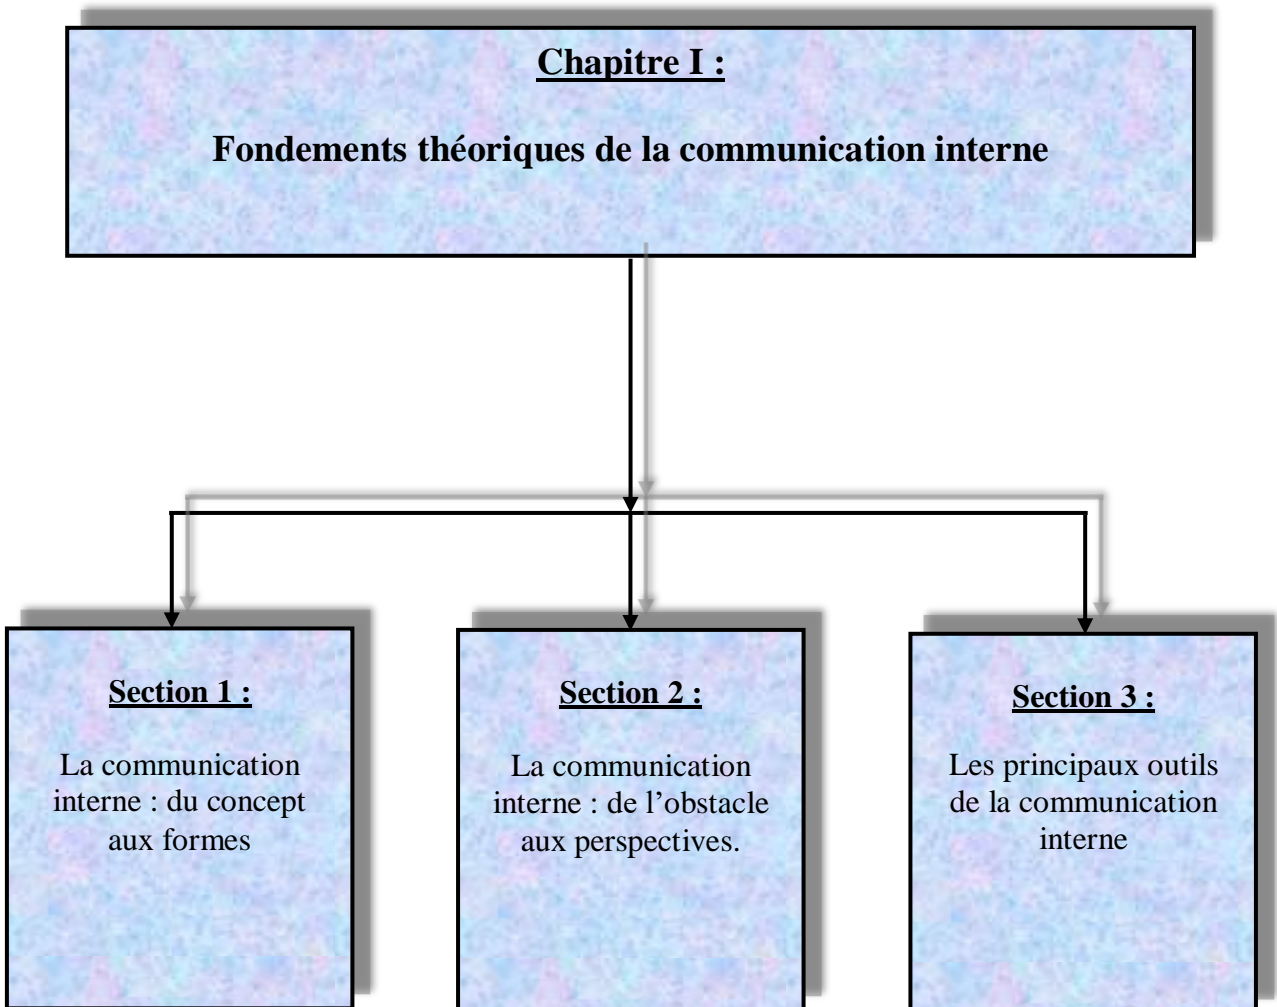 Chapitre I :
Fondements théoriques de la communication interne
Section 1 :
La communication
interne : du concept
aux formes
Section 2 :
La communication
interne : de l’obstacle
aux perspectives.
Section 3 :
Les principaux outils
de la communication
interne